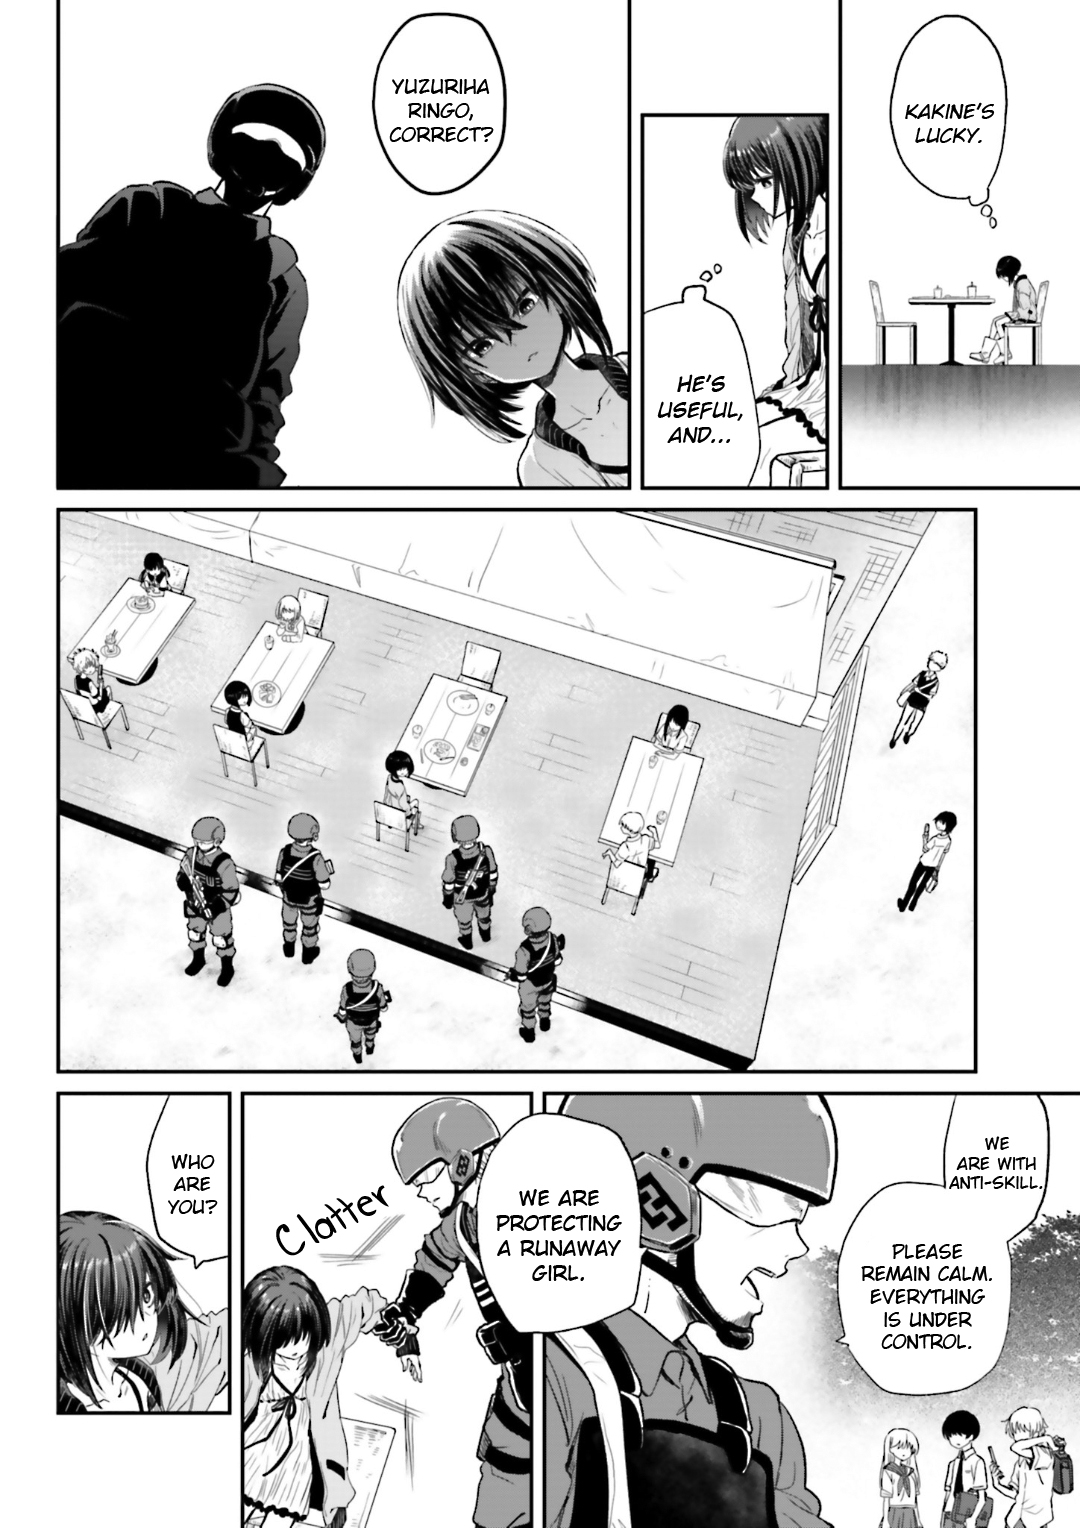 KAKINE'S
LUCKY.
HE'S
USEFUL,
AND...
YUZURIHA
RINGO,
CORRECT?
WE
ARE WITH
ANTI-SKILL.
PLEASE
REMAIN CALM.
EVERYTHING
IS UNDER
CONTROL.
WE ARE
PROTECTING
A RUNAWAY
GIRL.
Clatter
WHO
ARE
YOU?